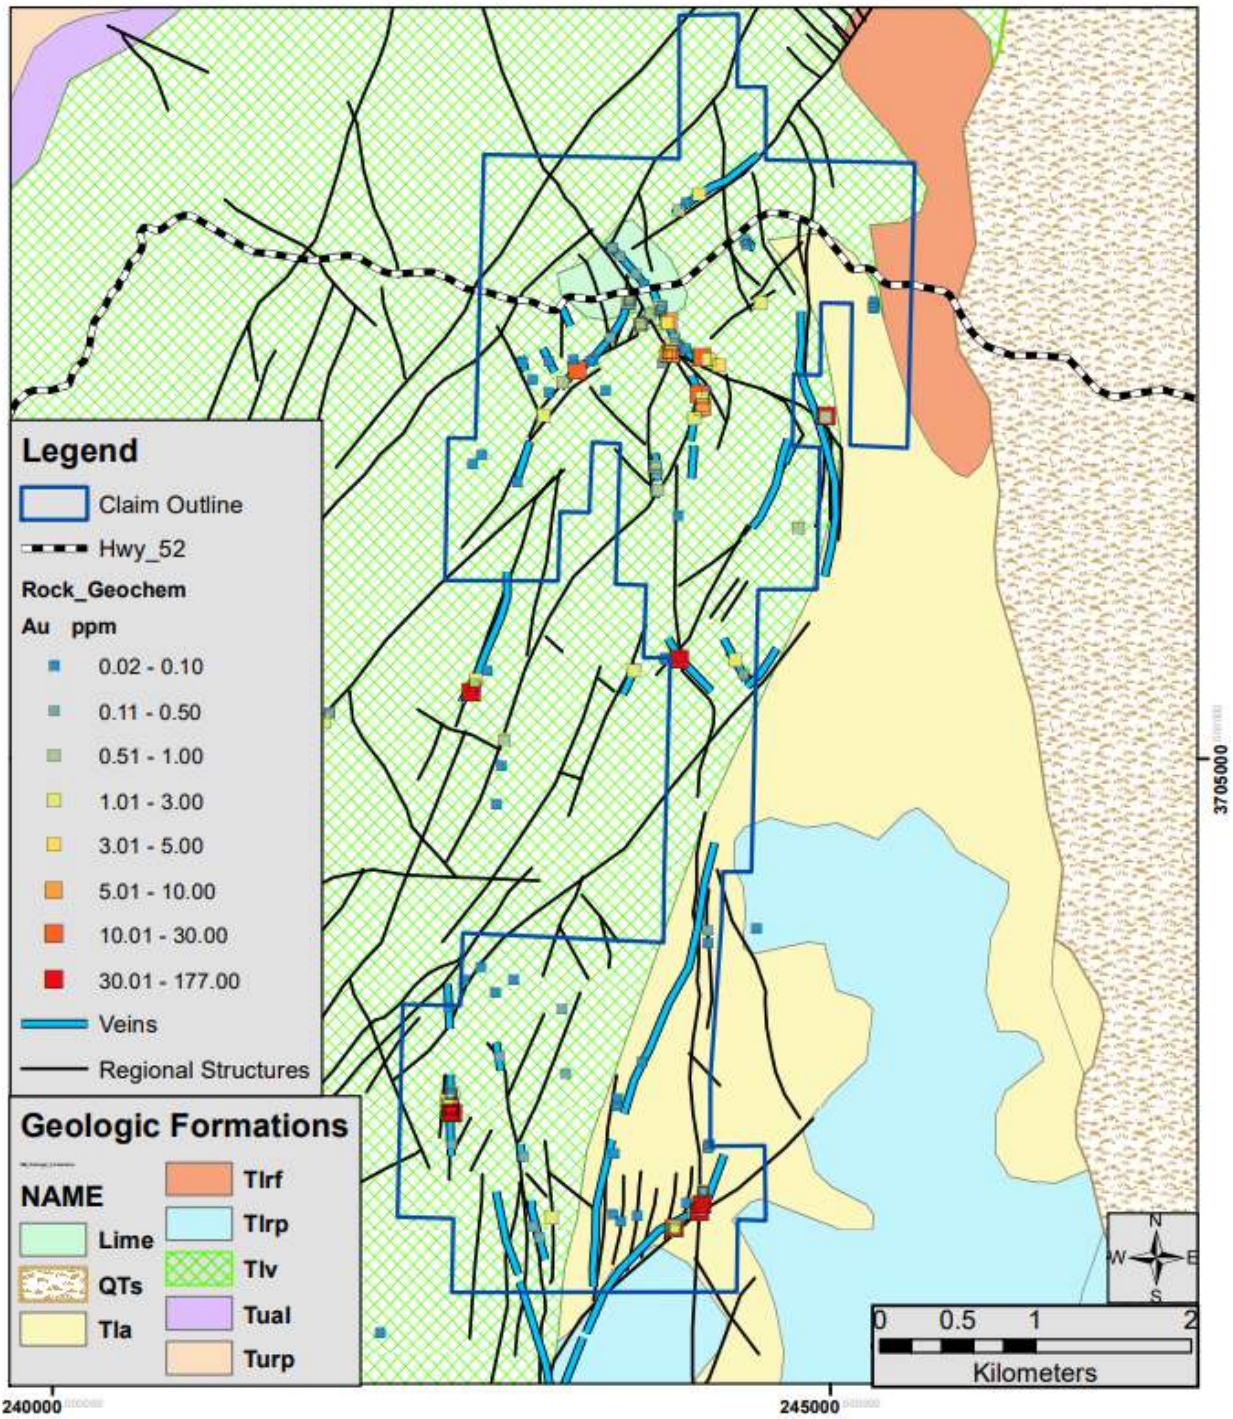 Legend
Claim Outline
Hwy_52
Rock_Geochem
Au ppm
0.02 - 0.10
0.11 - 0.50
0.51 - 1.00
1.01 - 3.00
3.01 - 5.00
5.01 - 10.00
10.01 - 30.00
30.01 - 177.00
Veins
Regional Structures
Geologic Formations
NAME
Lime
QTs
Tla
Tlrf
Tlrp
Tlv
Tual
Turp
N
W E
S
0 0.5 1 2
Kilometers
240000.000000
245000.000000
3705000.000000